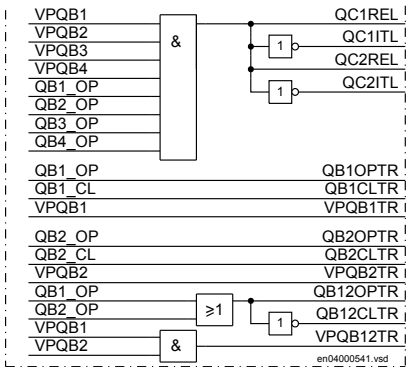 VPQB1 QC1REL
VPQB2 QC1ITL
VPQB3 & 1 QC2REL
VPQB4 QC2ITL
QB1_OP 1
QB2_OP
QB3_OP
QB4_OP
QB1_OP QB1OPTR
QB1_CL QB1CLTR
VPQB1 VPQB1TR
QB2_OP QB2OPTR
QB2_CL QB2CLTR
VPQB2 VPQB2TR
QB1_OP QB12OPTR
QB2_OP ≥1 QB12CLTR
VPQB1 1 VPQB12TR
VPQB2 &
en04000541.vsd